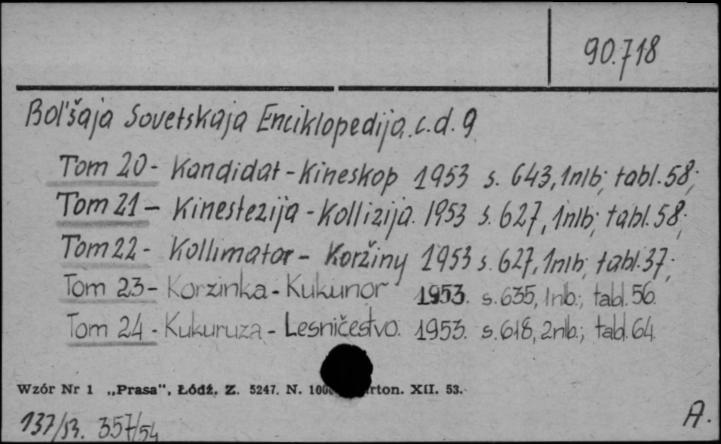 90.718
Bol'šaja Sovetskaja Enciklopedija. c.d. 9
Tom 20 - Kandidat - Kineskop 1953 s. 643, 1nlb; tabl. 58;
Tom 21 - Kinestezija - Kollizija. 1953 s. 627, 1nlb; tabl. 58;
Tom 22 - Kollimator - Koržiny 1953 s. 627, 1nlb; tabl. 37;
Tom 23 - Korzinka - Kukunor 1953. s. 635, 1nlb.; tabl. 56.
Tom 24 - Kukuruza - Lesničestvo. 1953. s. 618, 2nlb.; tabl. 64.
Wzór Nr 1 „Prasa", Łódź. Z. 5247. N. XII. 53.
137/53. 357/54
A.